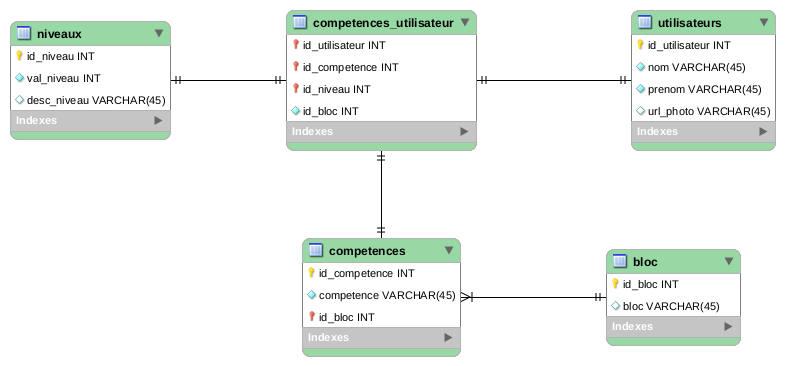 niveaux
id_niveau INT
val_niveau INT
desc_niveau VARCHAR(45)
Indexes
competences_utilisateur
id_utilisateur INT
id_competence INT
id_niveau INT
id_bloc INT
Indexes
utilisateurs
id_utilisateur INT
nom VARCHAR(45)
prenom VARCHAR(45)
url_photo VARCHAR(45)
Indexes
competences
id_competence INT
competence VARCHAR(45)
id_bloc INT
Indexes
bloc
id_bloc INT
bloc VARCHAR(45)
Indexes